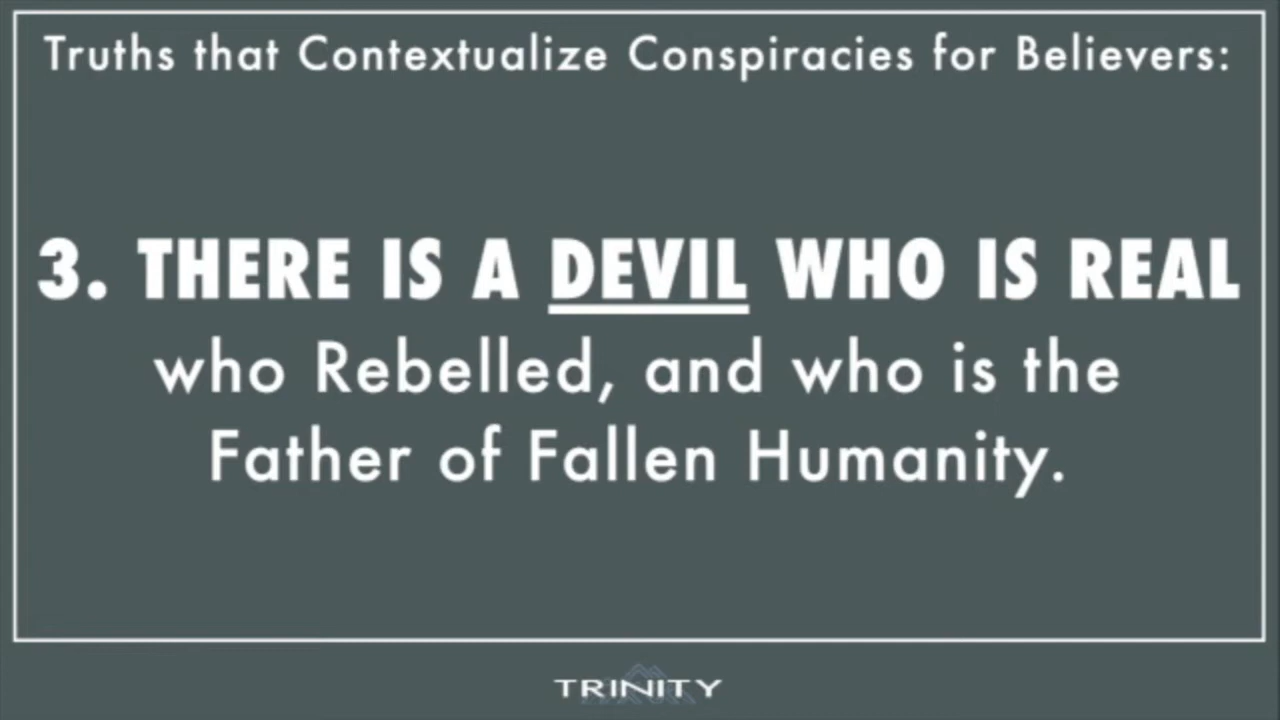 Truths that Contextualize Conspiracies for Believers:
3. THERE IS A DEVIL WHO IS REAL
who Rebelled, and who is the
Father of Fallen Humanity.
TRINITY